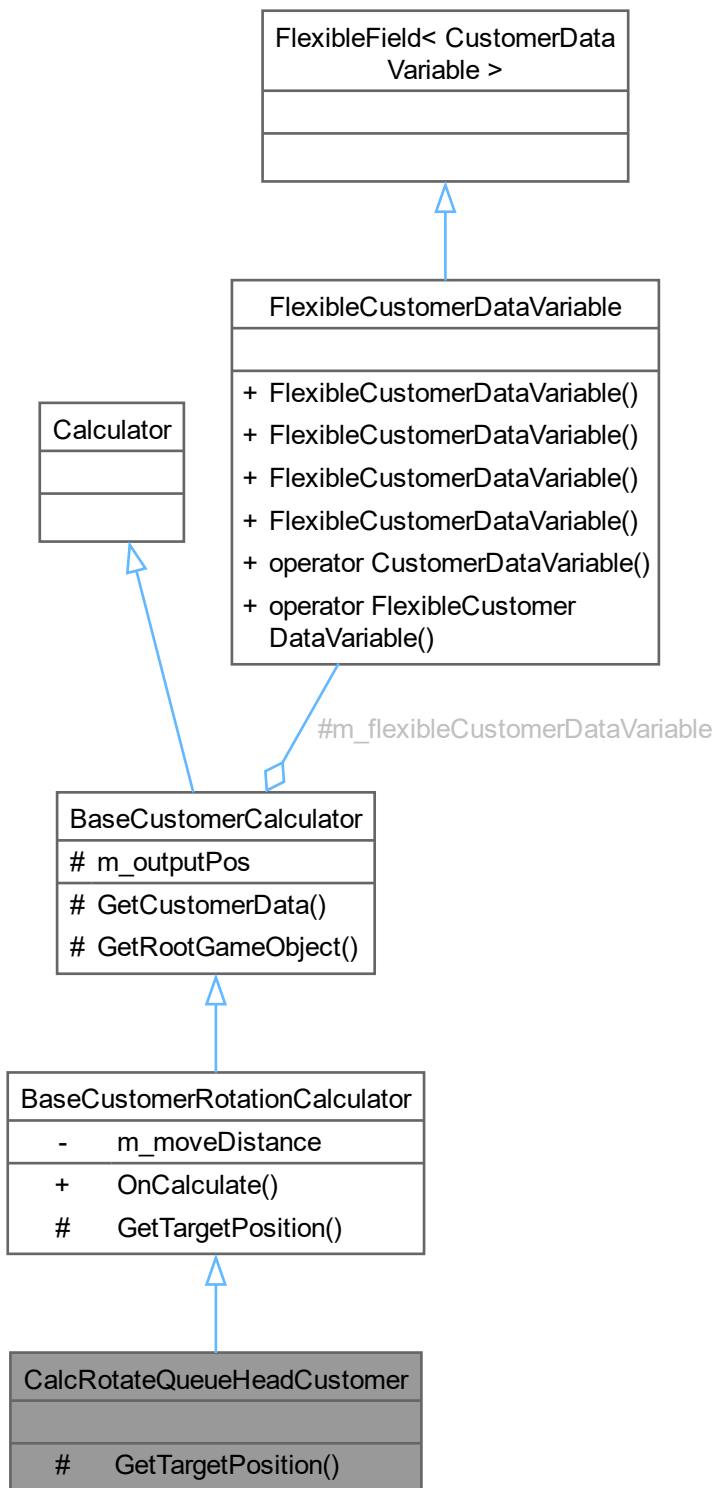 FlexibleField< CustomerData
Variable >
FlexibleCustomerDataVariable
+ FlexibleCustomerDataVariable()
+ FlexibleCustomerDataVariable()
+ FlexibleCustomerDataVariable()
+ FlexibleCustomerDataVariable()
+ operator CustomerDataVariable()
+ operator FlexibleCustomer
DataVariable()
Calculator
#m_flexibleCustomerDataVariable
BaseCustomerCalculator
# m_outputPos
# GetCustomerData()
# GetRootGameObject()
BaseCustomerRotationCalculator
- m_moveDistance
+ OnCalculate()
# GetTargetPosition()
CalcRotateQueueHeadCustomer
# GetTargetPosition()